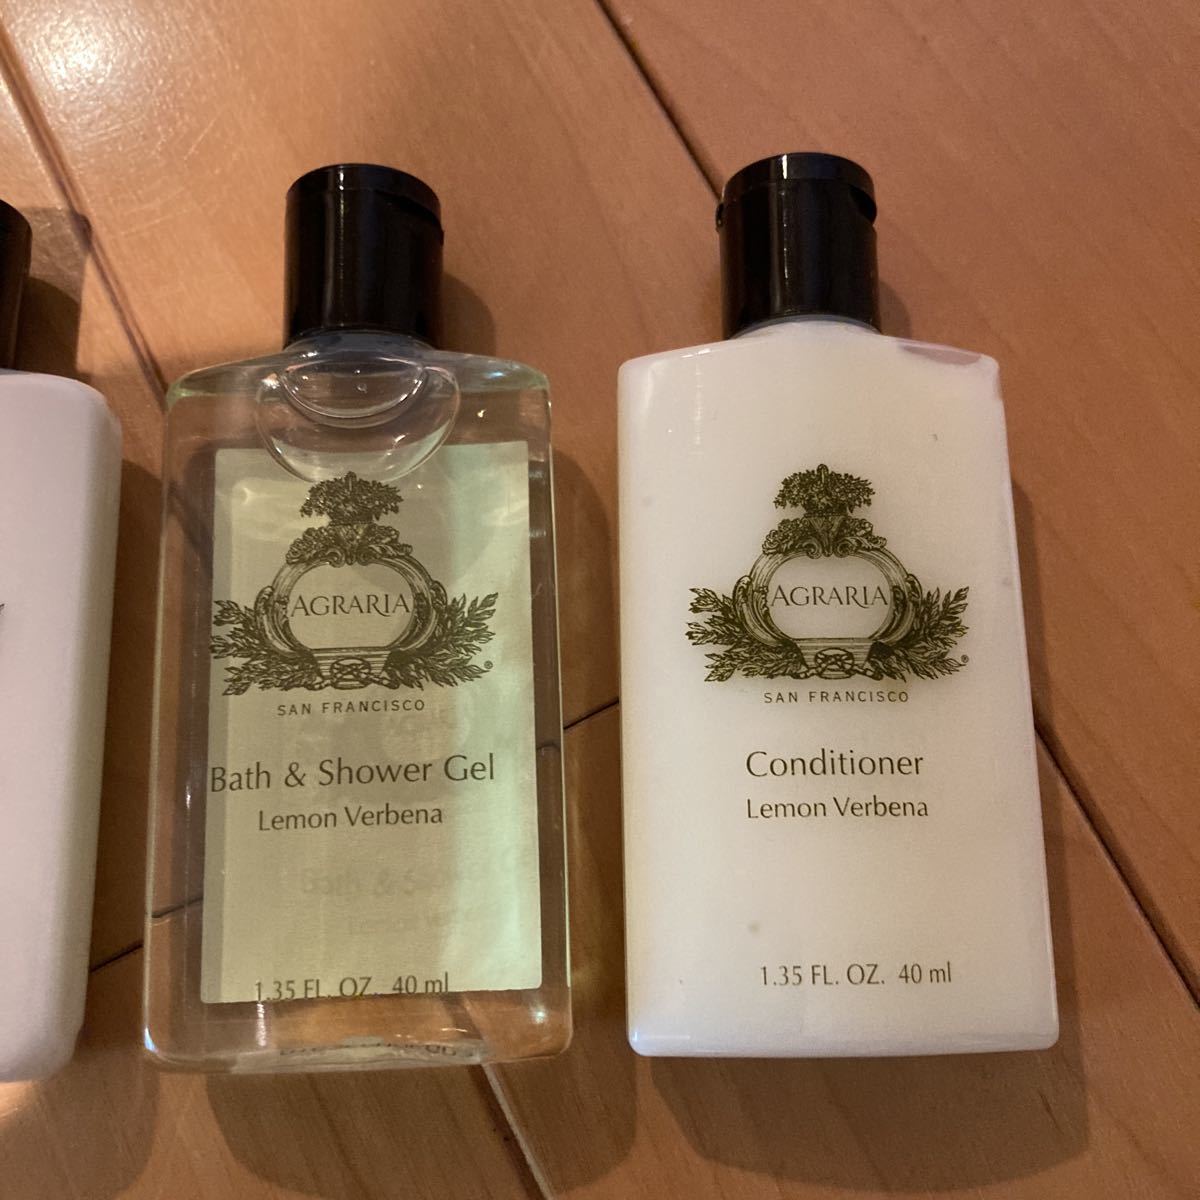 AGRARIA
®
SAN FRANCISCO
Bath & Shower Gel
Lemon Verbena
1.35 FL. OZ. 40 ml
AGRARIA
®
SAN FRANCISCO
Conditioner
Lemon Verbena
1.35 FL. OZ. 40 ml